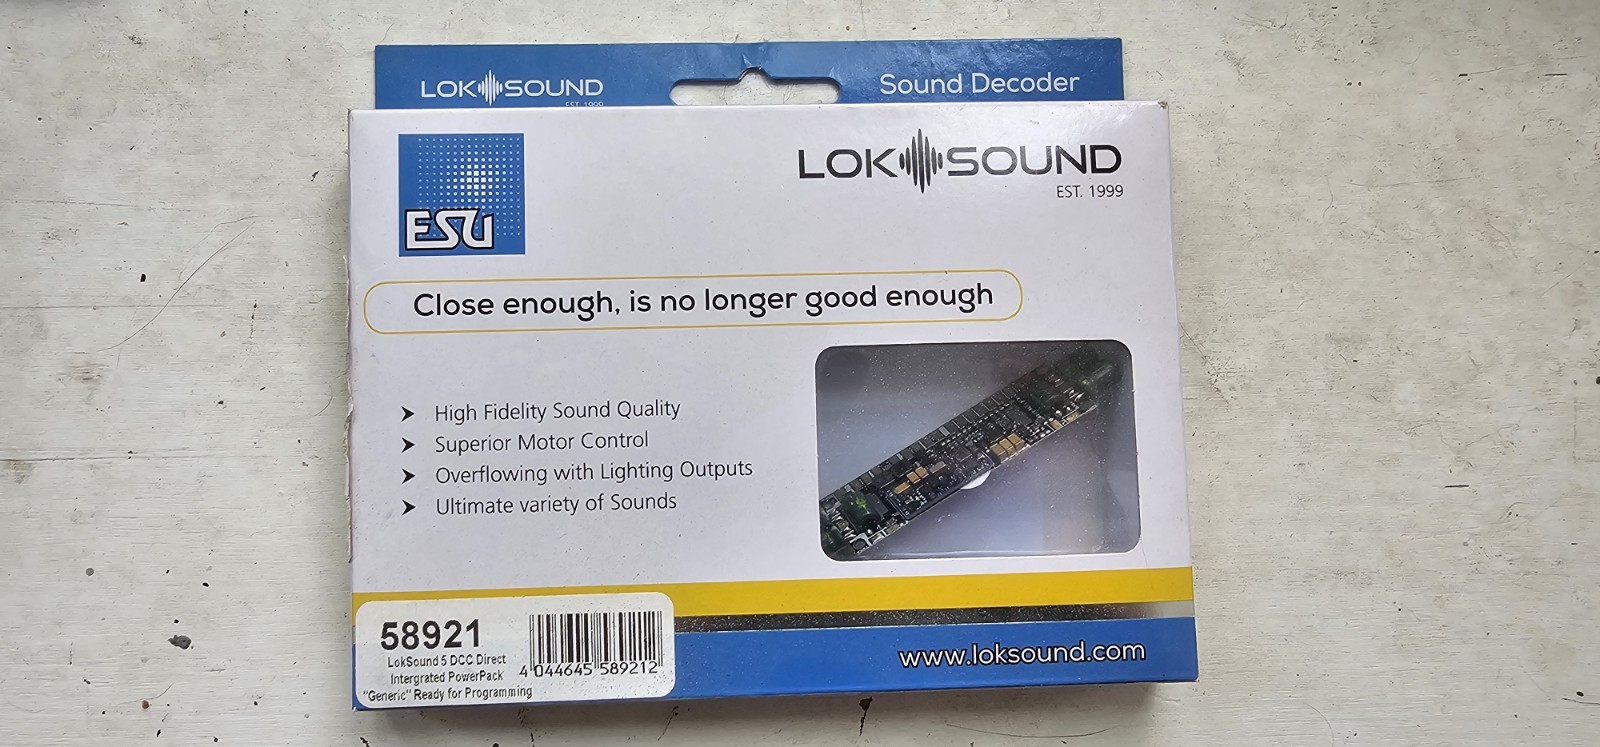 LOKSOUND
EST. 1999
Sound Decoder
ESU
LOKSOUND
EST. 1999
Close enough, is no longer good enough
➤ High Fidelity Sound Quality
➤ Superior Motor Control
➤ Overflowing with Lighting Outputs
➤ Ultimate variety of Sounds
58921
LokSound 5 DCC Direct
Intergrated PowerPack
"Generic" Ready for Programming
4 044645 589212
www.loksound.com